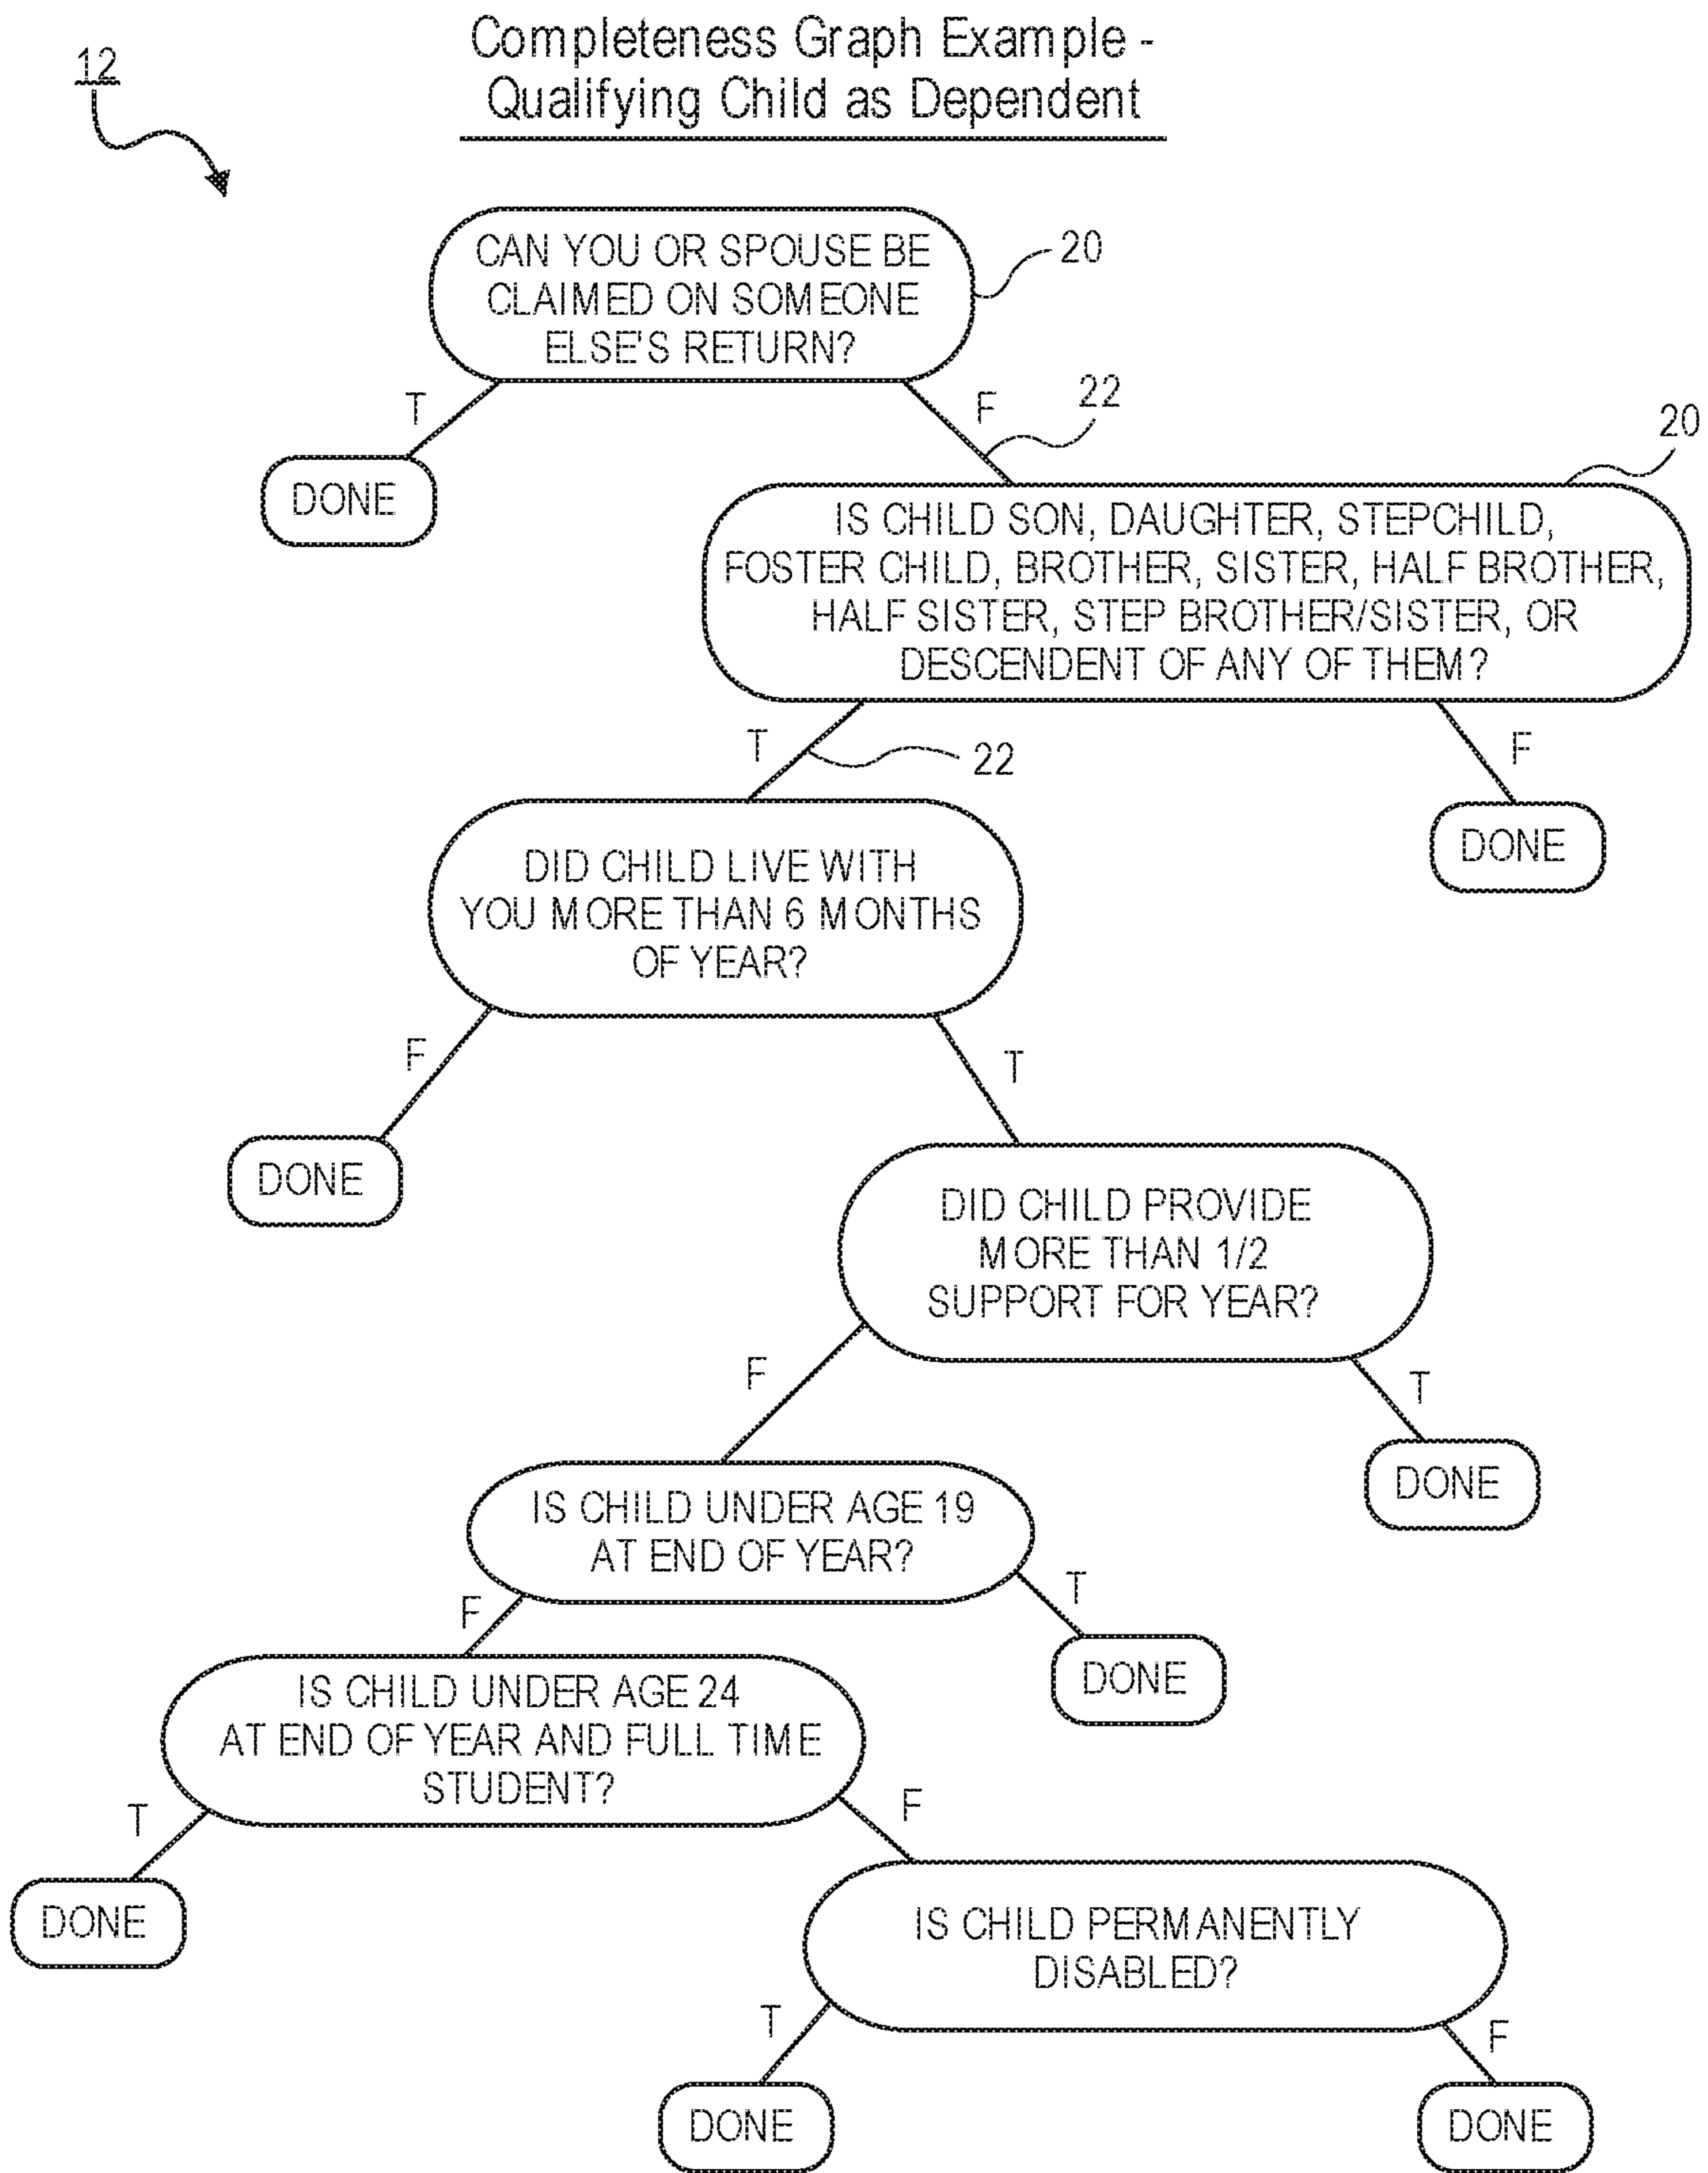 12
Completeness Graph Example -
Qualifying Child as Dependent
CAN YOU OR SPOUSE BE
CLAIMED ON SOMEONE
ELSE'S RETURN?
20
T
F
22
DONE
20
IS CHILD SON, DAUGHTER, STEPCHILD,
FOSTER CHILD, BROTHER, SISTER, HALF BROTHER,
HALF SISTER, STEP BROTHER/SISTER, OR
DESCENDENT OF ANY OF THEM?
T
22
F
DONE
DID CHILD LIVE WITH
YOU MORE THAN 6 MONTHS
OF YEAR?
F
T
DONE
DID CHILD PROVIDE
MORE THAN 1/2
SUPPORT FOR YEAR?
F
T
DONE
IS CHILD UNDER AGE 19
AT END OF YEAR?
F
T
DONE
IS CHILD UNDER AGE 24
AT END OF YEAR AND FULL TIME
STUDENT?
T
F
DONE
IS CHILD PERMANENTLY
DISABLED?
T
F
DONE
DONE